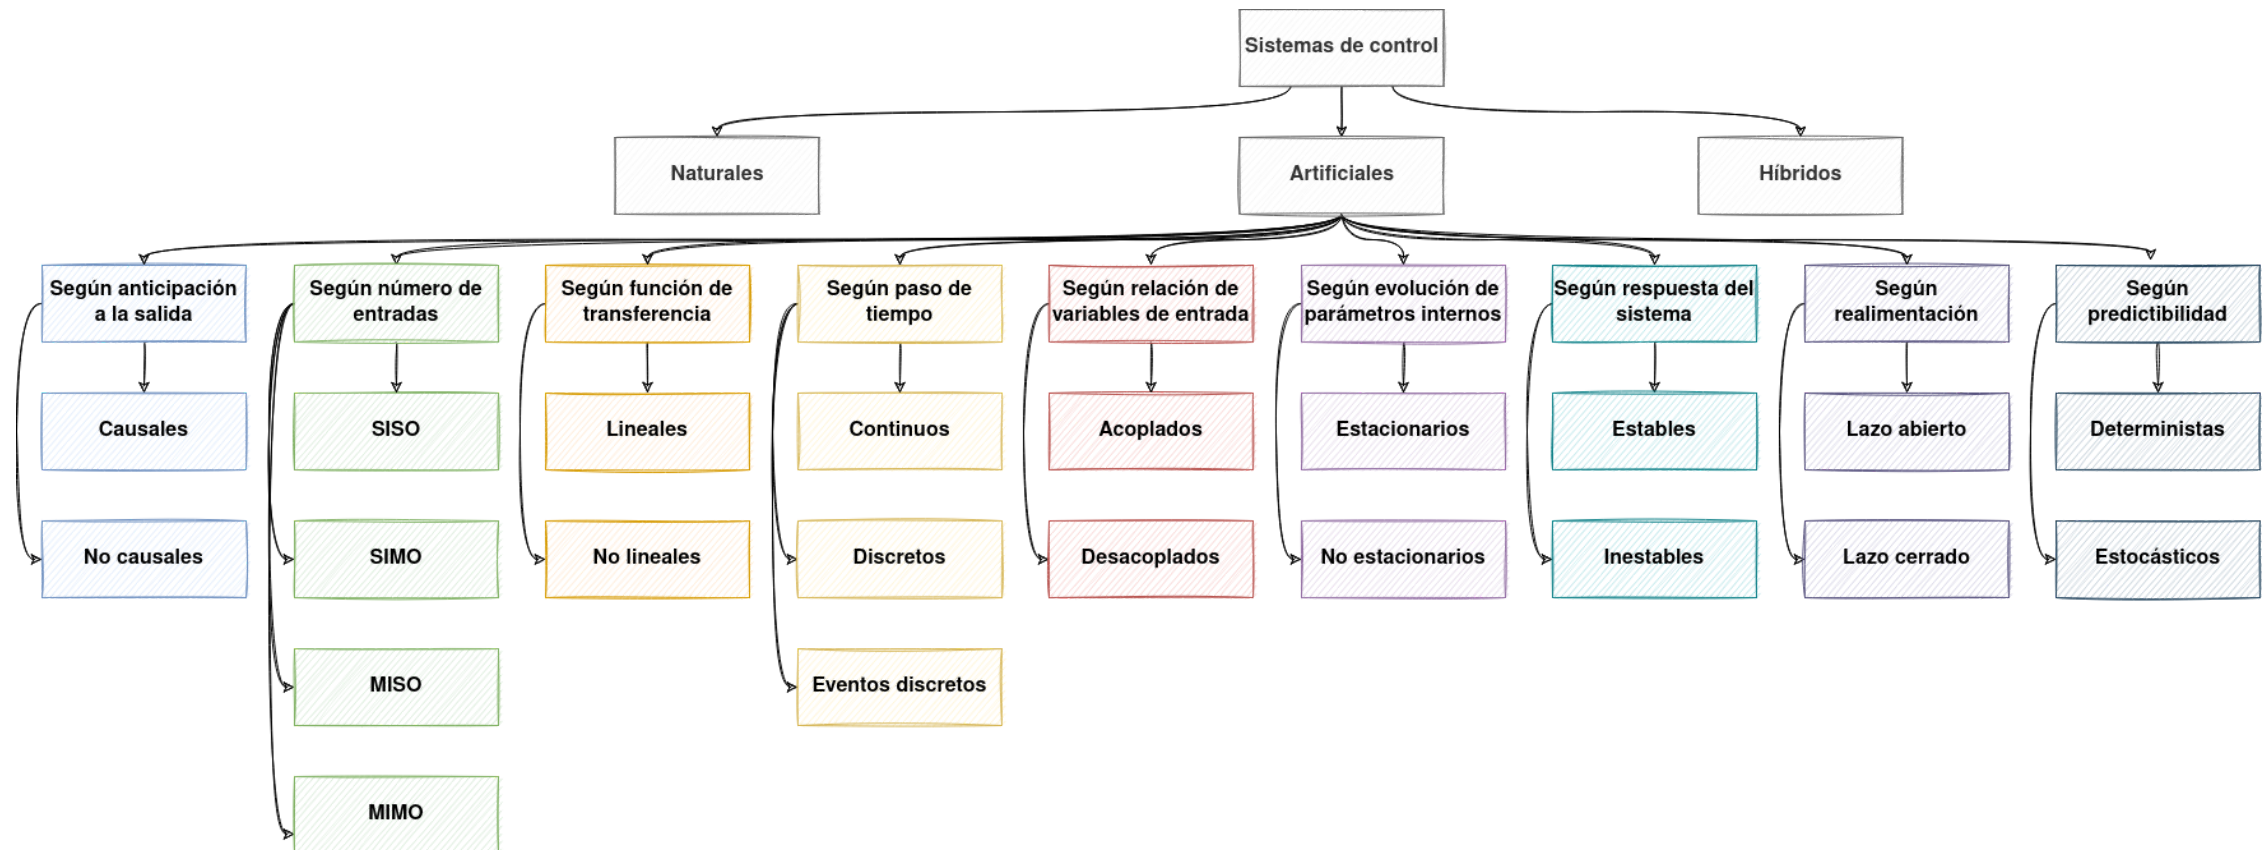 Sistemas de control
Naturales
Artificiales
Híbridos
Según anticipación
a la salida
Según número de
entradas
Según función de
transferencia
Según paso de
tiempo
Según relación de
variables de entrada
Según evolución de
parámetros internos
Según respuesta del
sistema
Según
realimentación
Según
predictibilidad
Causales
SISO
Lineales
Continuos
Acoplados
Estacionarios
Estables
Lazo abierto
Deterministas
No causales
SIMO
No lineales
Discretos
Desacoplados
No estacionarios
Inestables
Lazo cerrado
Estocásticos
MISO
Eventos discretos
MIMO